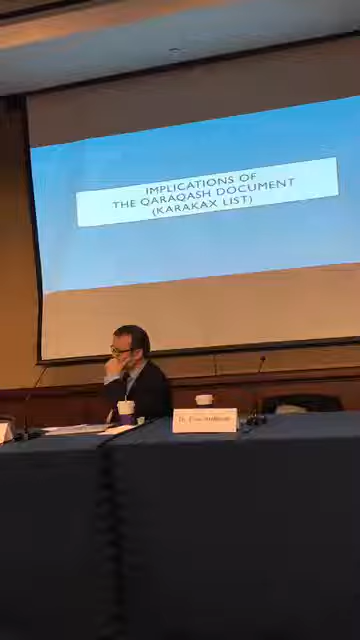 IMPLICATIONS OF
THE QARAQASH DOCUMENT
(KARAKAX LIST)